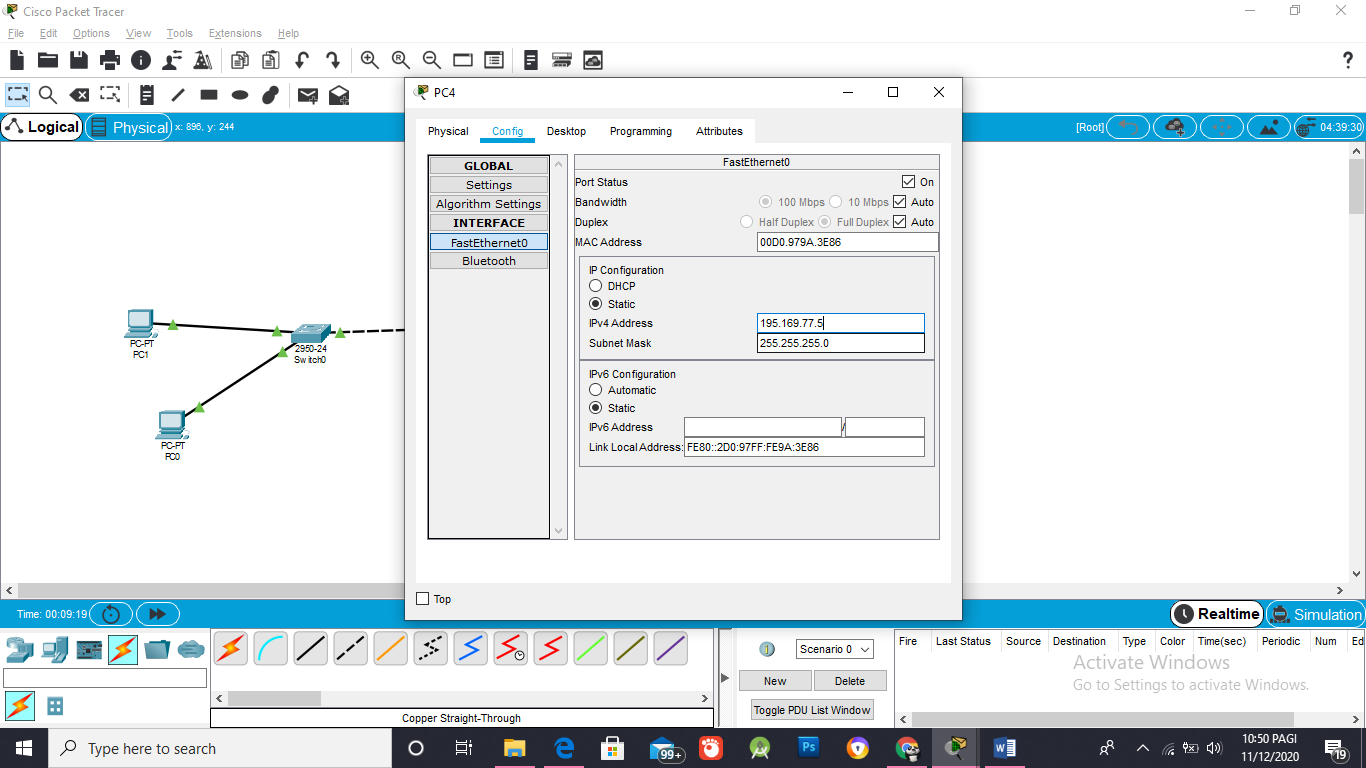 Cisco Packet Tracer
File Edit Options View Tools Extensions Help
?
PC4
Logical Physical x: 896, y: 244
[Root] 04:39:30
Physical Config Desktop Programming Attributes
GLOBAL
Settings
Algorithm Settings
INTERFACE
FastEthernet0
Bluetooth
FastEthernet0
Port Status On
Bandwidth 100 Mbps 10 Mbps Auto
Duplex Half Duplex Full Duplex Auto
MAC Address 00D0.979A.3E86
IP Configuration
DHCP
Static
IPv4 Address 195.169.77.5
Subnet Mask 255.255.255.0
IPv6 Configuration
Automatic
Static
IPv6 Address /
Link Local Address: FE80::2D0:97FF:FE9A:3E86
Top
PC-PT
PC1
2950-24
Switch0
PC-PT
PC0
Time: 00:09:19
Realtime Simulation
Copper Straight-Through
Scenario 0
New Delete
Toggle PDU List Window
Fire Last Status Source Destination Type Color Time(sec) Periodic Num Ed
Activate Windows
Go to Settings to activate Windows.
Type here to search
99+
Ps
W
10:50 PAGI
11/12/2020
19